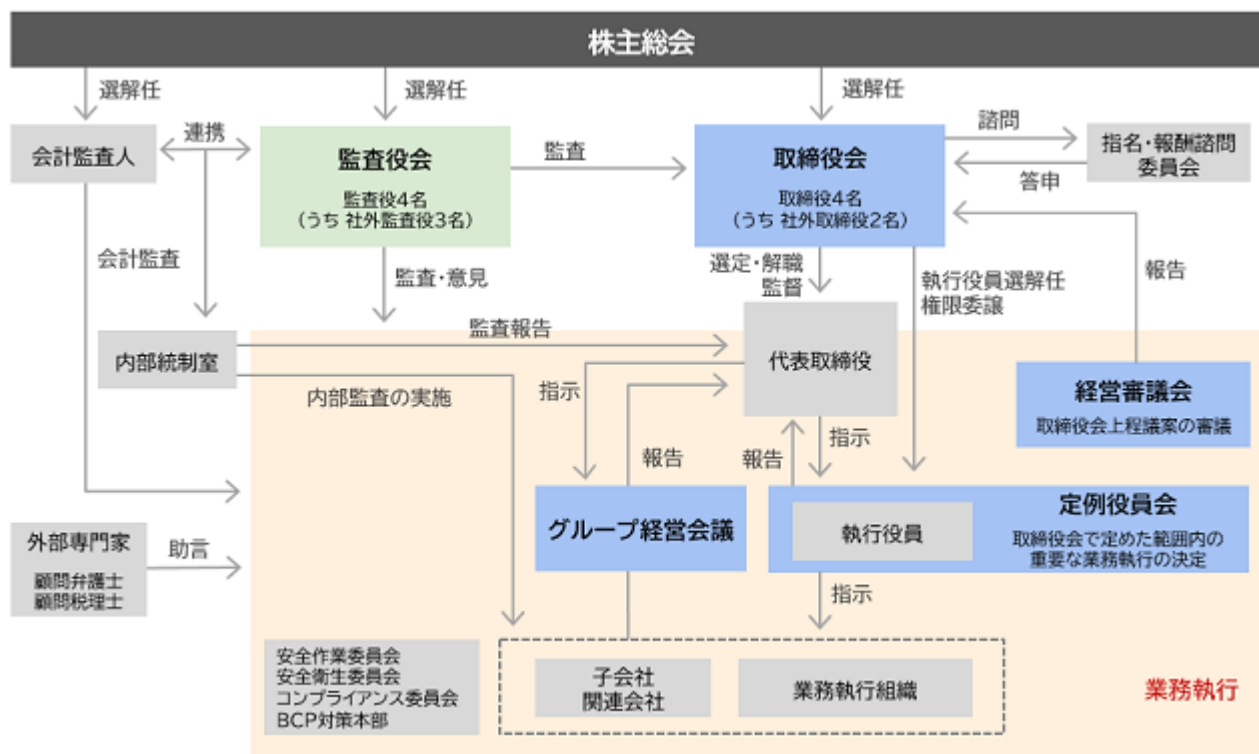 株主総会
選解任
選解任
選解任
会計監査人
連携
監査役会
監査役4名
（うち 社外監査役3名）
監査
取締役会
取締役4名
（うち 社外取締役2名）
諮問
答申
指名・報酬諮問
委員会
会計監査
監査・意見
選定・解職
監督
執行役員選解任
権限委譲
報告
内部統制室
監査報告
内部監査の実施
代表取締役
経営審議会
取締役会上程議案の審議
指示
報告
報告
指示
グループ経営会議
執行役員
定例役員会
取締役会で定めた範囲内の
重要な業務執行の決定
外部専門家
顧問弁護士
顧問税理士
助言
指示
安全作業委員会
安全衛生委員会
コンプライアンス委員会
BCP対策本部
子会社
関連会社
業務執行組織
業務執行